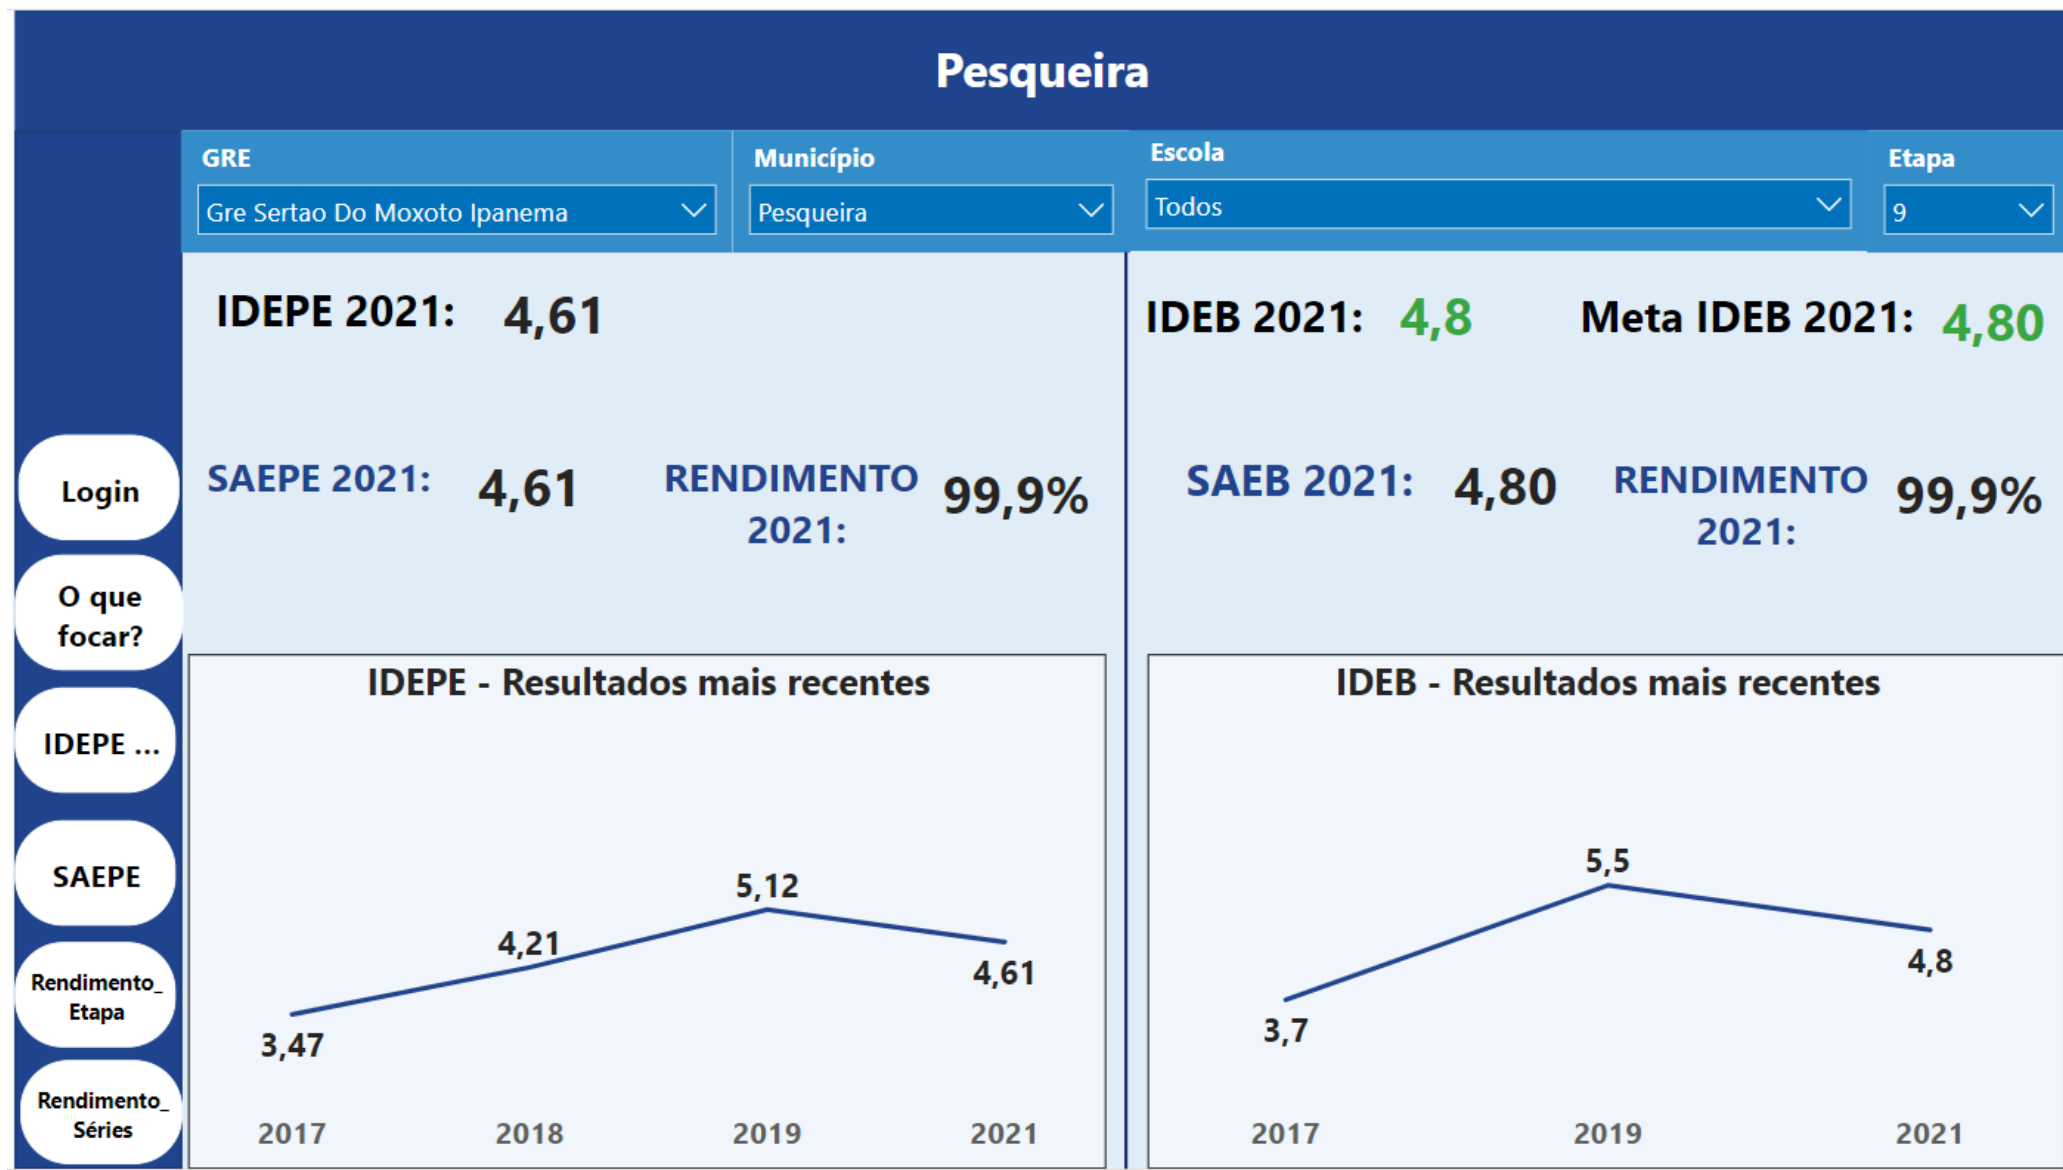 Pesqueira
GRE
Gre Sertao Do Moxoto Ipanema
Município
Pesqueira
Escola
Todos
Etapa
9
IDEPE 2021: 4,61
IDEB 2021: 4,8
Meta IDEB 2021: 4,80
SAEPE 2021: 4,61
RENDIMENTO
2021:
99,9%
SAEB 2021: 4,80
RENDIMENTO
2021:
99,9%
Login
O que
focar?
IDEPE ...
SAEPE
Rendimento_
Etapa
Rendimento_
Séries
IDEPE - Resultados mais recentes
3,47
4,21
5,12
4,61
2017 2018 2019 2021
IDEB - Resultados mais recentes
3,7
5,5
4,8
2017 2019 2021